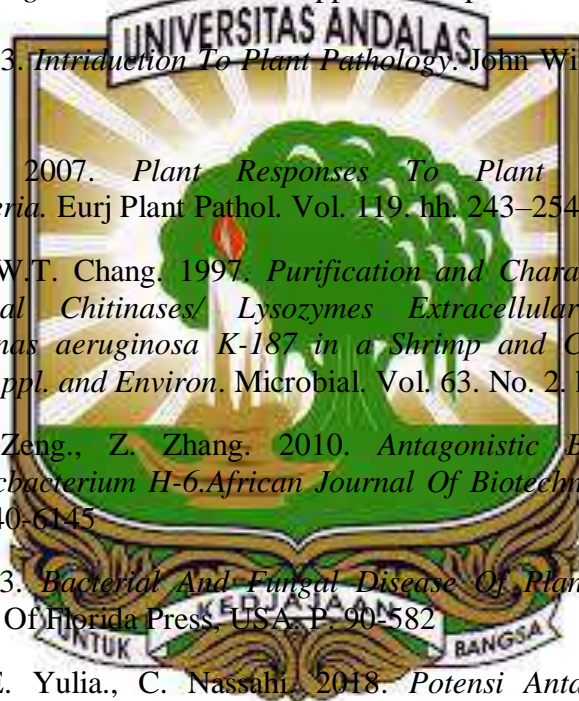 UNIVERSITAS ANDALAS
3. Intriduction To Plant Pathology. John Wi
2007. Plant Responses To Plant
eria. Eurj Plant Pathol. Vol. 119. hh. 243–254
W.T. Chang. 1997. Purification and Chara
al Chitinases/ Lysozymes Extracellular
nas aeruginosa K-187 in a Shrimp and C
ppl. and Environ. Microbial. Vol. 63. No. 2.
Zeng., Z. Zhang. 2010. Antagonistic B
cbacterium H-6.African Journal Of Biotechn
40-6145
3. Bacterial And Fungal Disease Of Plan
Of Florida Press, USA. P. 90-582
KEDJAJAAN
UNTUK BANGSA
E. Yulia., C. Nassahi. 2018. Potensi Anta